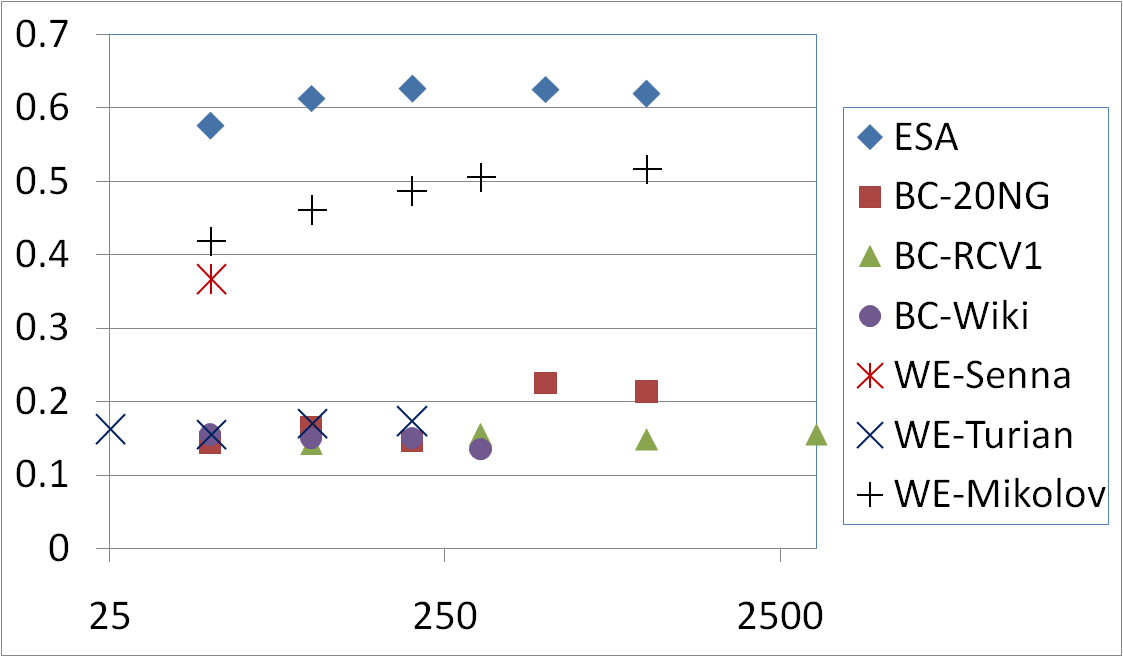 0.7
0.6
0.5
0.4
0.3
0.2
0.1
0
25
250
2500
ESA
BC-20NG
BC-RCV1
BC-Wiki
WE-Senna
WE-Turian
WE-Mikolov